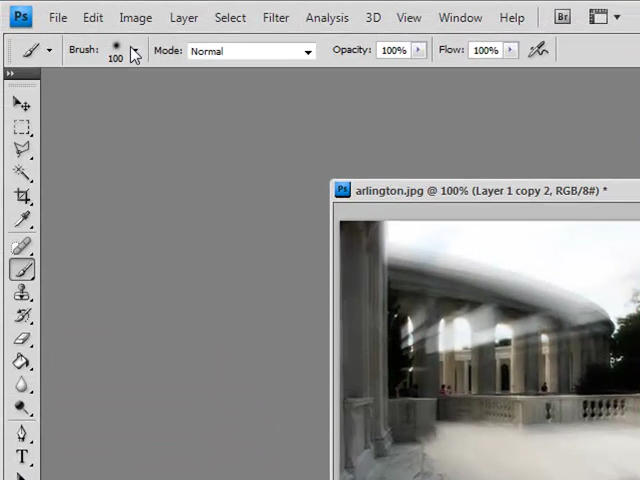 Ps File Edit Image Layer Select Filter Analysis 3D View Window Help Br
Brush: 100 Mode: Normal Opacity: 100% Flow: 100%
Ps arlington.jpg @ 100% (Layer 1 copy 2, RGB/8#) *
T